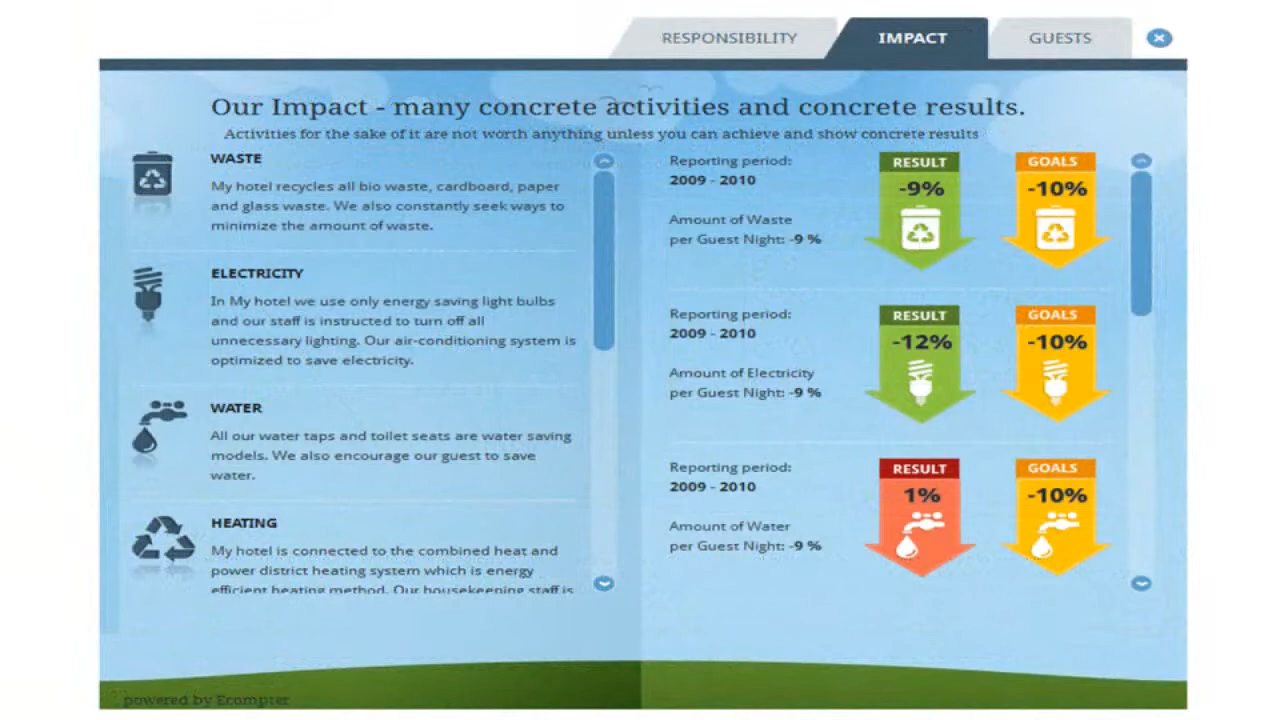 RESPONSIBILITY
IMPACT
GUESTS
Our Impact - many concrete activities and concrete results.
Activities for the sake of it are not worth anything unless you can achieve and show concrete results
WASTE
My hotel recycles all bio waste, cardboard, paper
and glass waste. We also constantly seek ways to
minimize the amount of waste.
ELECTRICITY
In My hotel we use only energy saving light bulbs
and our staff is instructed to turn off all
unnecessary lighting. Our air-conditioning system is
optimized to save electricity.
WATER
All our water taps and toilet seats are water saving
models. We also encourage our guest to save
water.
HEATING
My hotel is connected to the combined heat and
power district heating system which is energy
efficient heating method. Our housekeeping staff is
Reporting period:
2009 - 2010
Amount of Waste
per Guest Night: -9 %
RESULT
-9%
GOALS
-10%
Reporting period:
2009 - 2010
Amount of Electricity
per Guest Night: -9 %
RESULT
-12%
GOALS
-10%
Reporting period:
2009 - 2010
Amount of Water
per Guest Night: -9 %
RESULT
1%
GOALS
-10%
powered by Ecompter